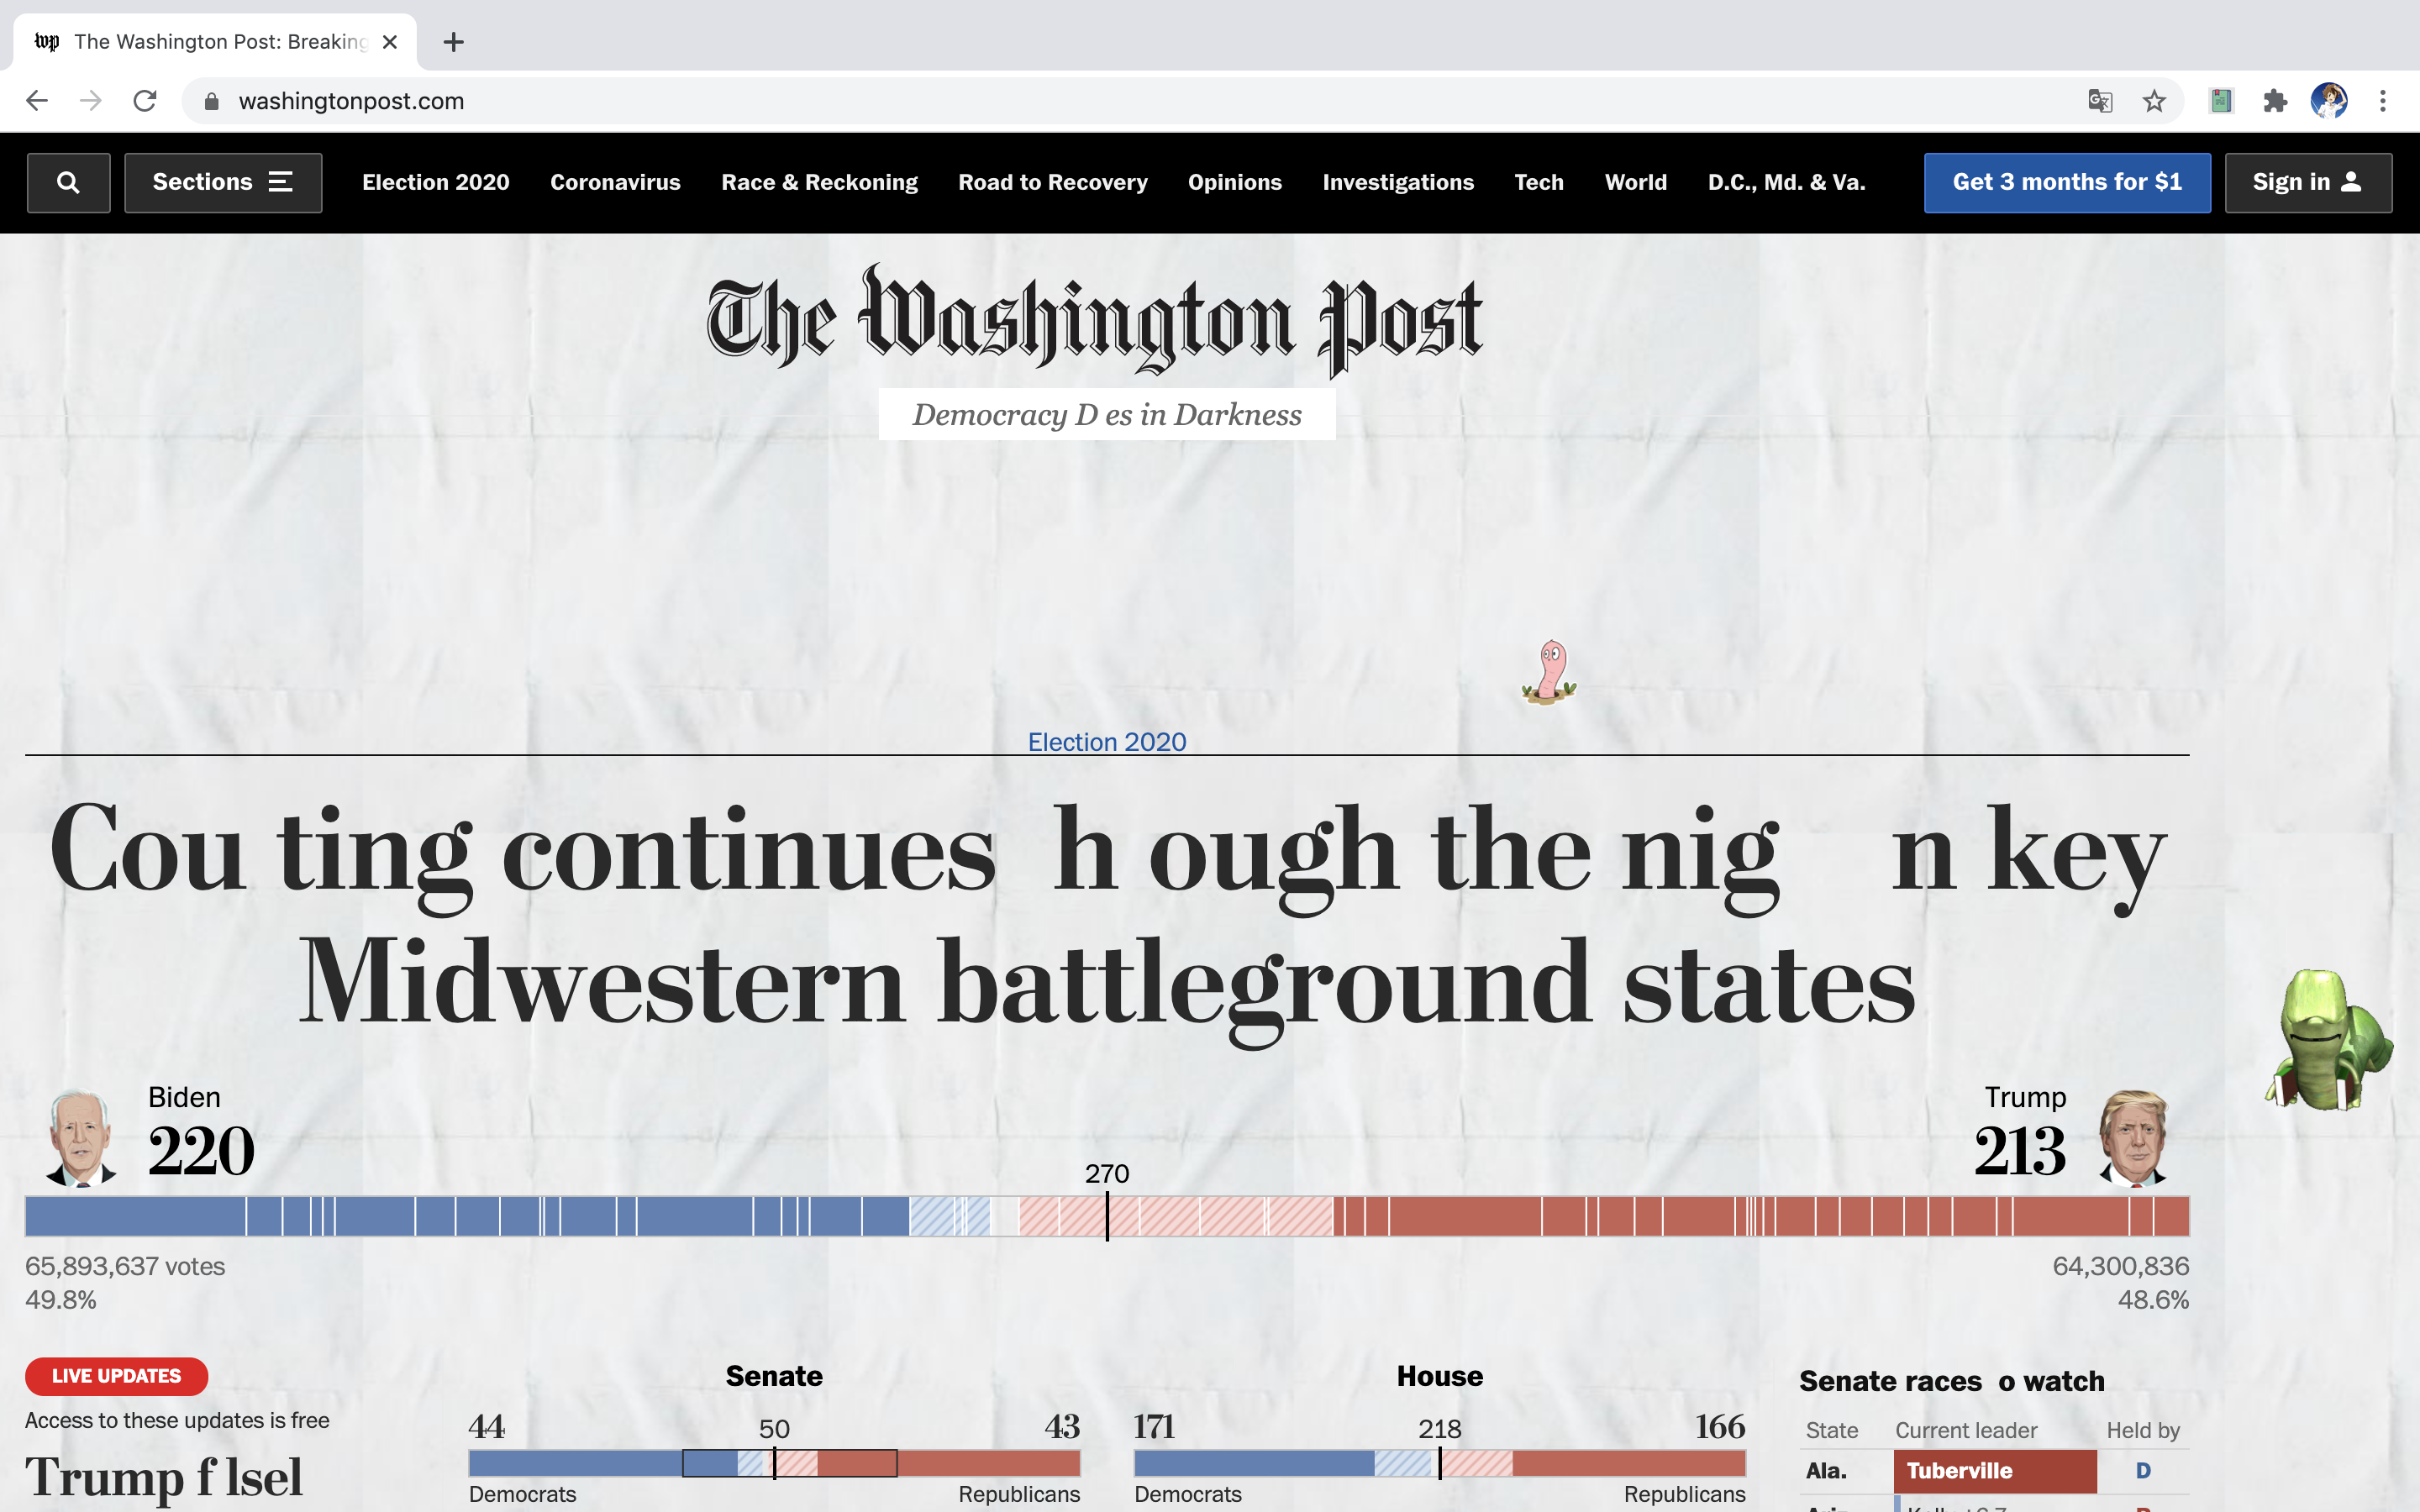 The Washington Post: Breaking
washingtonpost.com
Sections
Election 2020
Coronavirus
Race & Reckoning
Road to Recovery
Opinions
Investigations
Tech
World
D.C., Md. & Va.
Get 3 months for $1
Sign in
The Washington Post
Democracy D es in Darkness
Election 2020
Cou ting continues h ough the nig n key
Midwestern battleground states
Biden
220
Trump
213
270
65,893,637 votes
49.8%
64,300,836
48.6%
LIVE UPDATES
Access to these updates is free
Trump f lsel
Senate
44
50
43
Democrats
Republicans
House
171
218
166
Democrats
Republicans
Senate races o watch
State
Current leader
Held by
Ala.
Tuberville
D